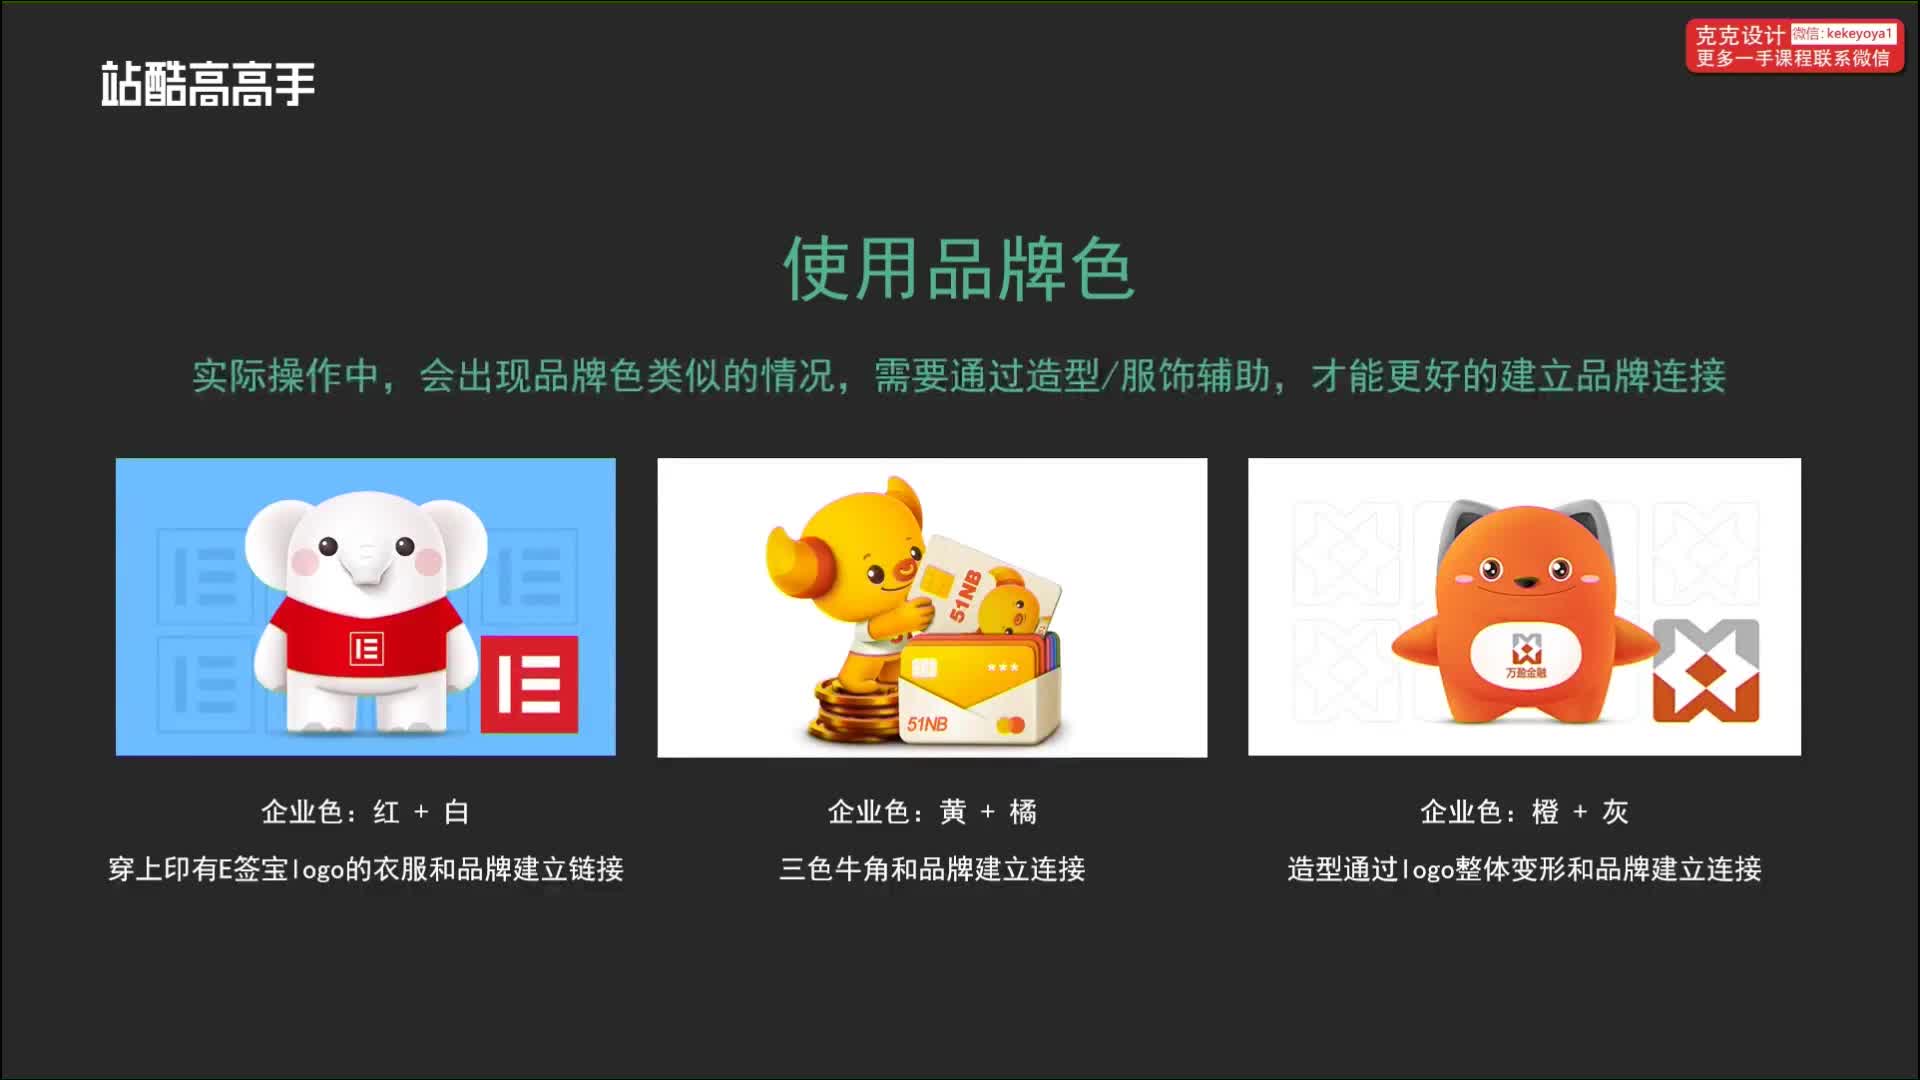 克克设计 微信:kekeyoya1
更多一手课程联系微信
站酷高高手
使用品牌色
实际操作中，会出现品牌色类似的情况，需要通过造型/服饰辅助，才能更好的建立品牌连接
51NB
***
51NB
万盈金融
企业色：红 + 白
企业色：黄 + 橘
企业色：橙 + 灰
穿上印有E签宝logo的衣服和品牌建立链接
三色牛角和品牌建立连接
造型通过logo整体变形和品牌建立连接